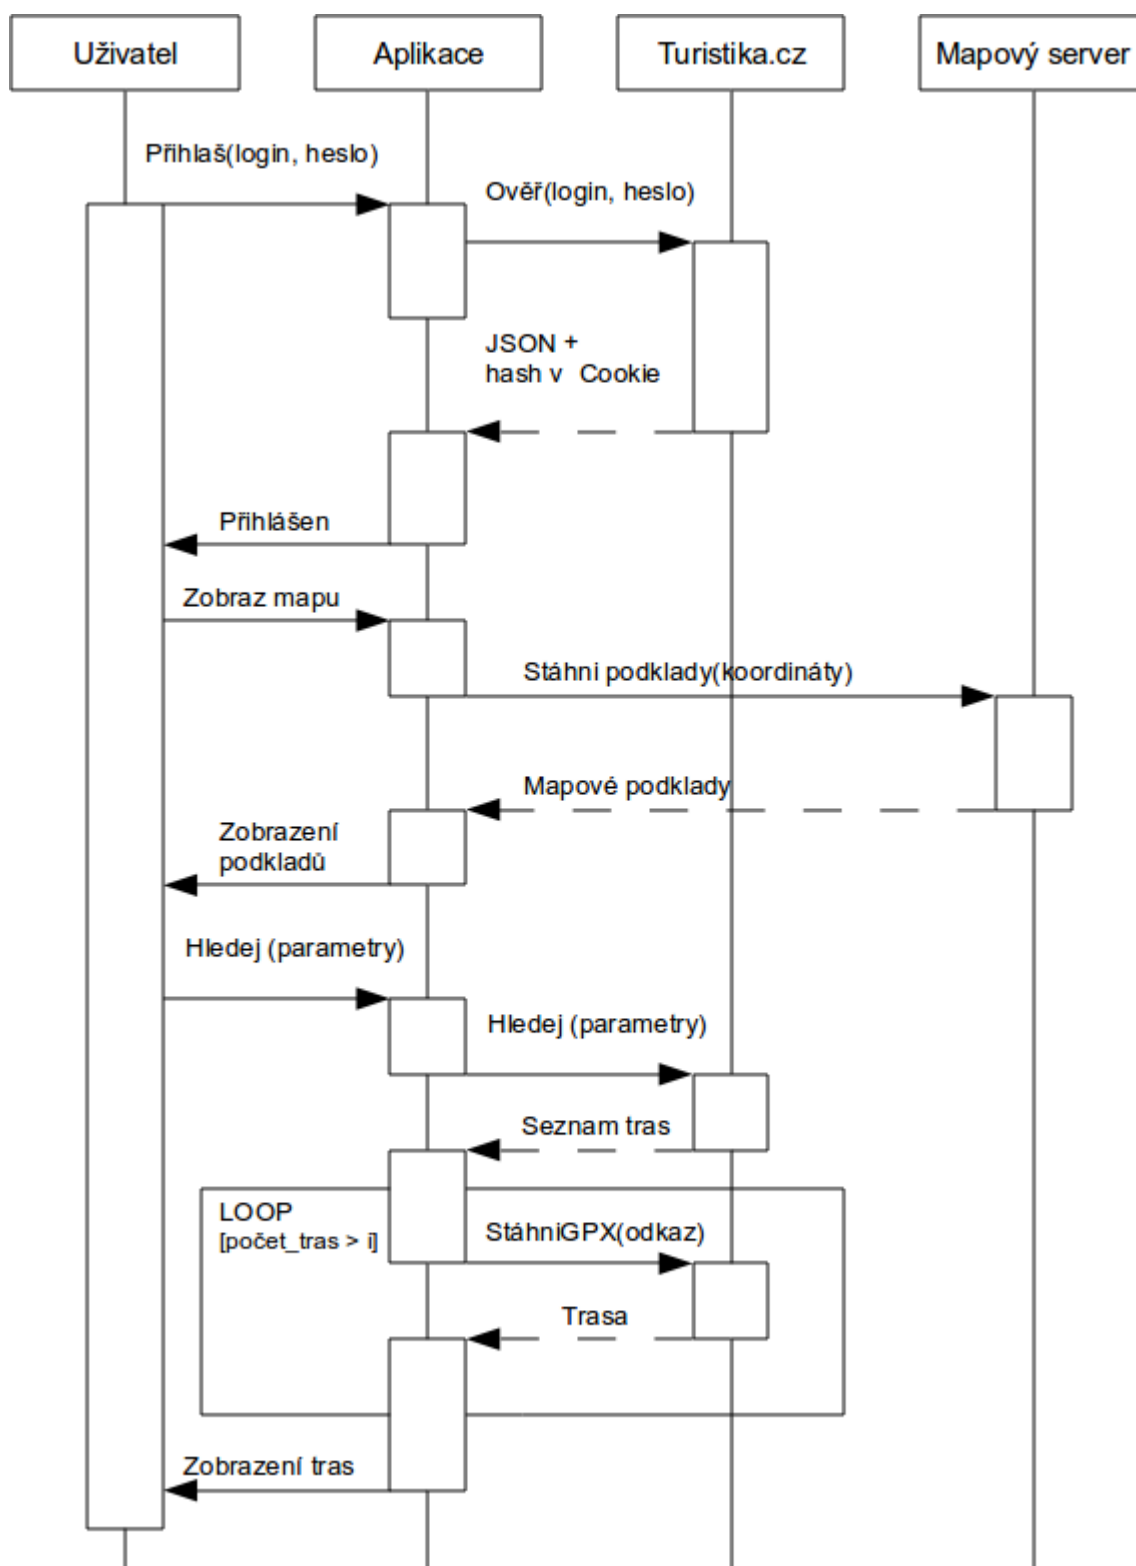 Uživatel
Aplikace
Turistika.cz
Mapový server
Přihlaš(login, heslo)
Ověř(login, heslo)
JSON +
hash v Cookie
Přihlášen
Zobraz mapu
Stáhni podklady(koordináty)
Mapové podklady
Zobrazení
podkladů
Hledej (parametry)
Hledej (parametry)
Seznam tras
LOOP
[počet_tras > i]
StáhniGPX(odkaz)
Trasa
Zobrazení tras